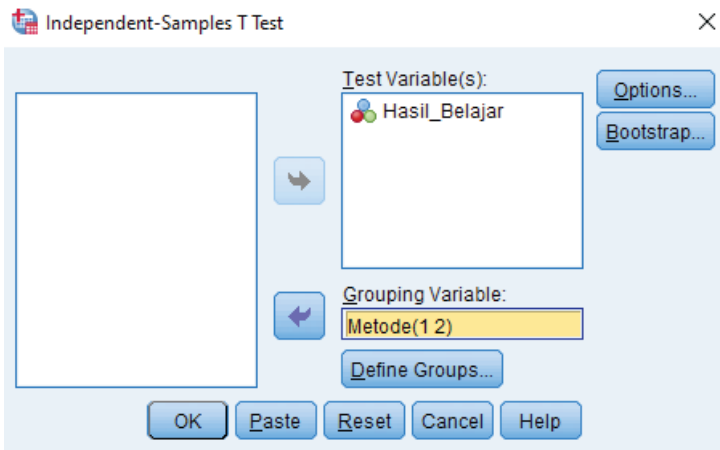 Independent-Samples T Test
Test Variable(s):
Hasil_Belajar
Options...
Bootstrap...
Grouping Variable:
Metode(1 2)
Define Groups...
OK Paste Reset Cancel Help